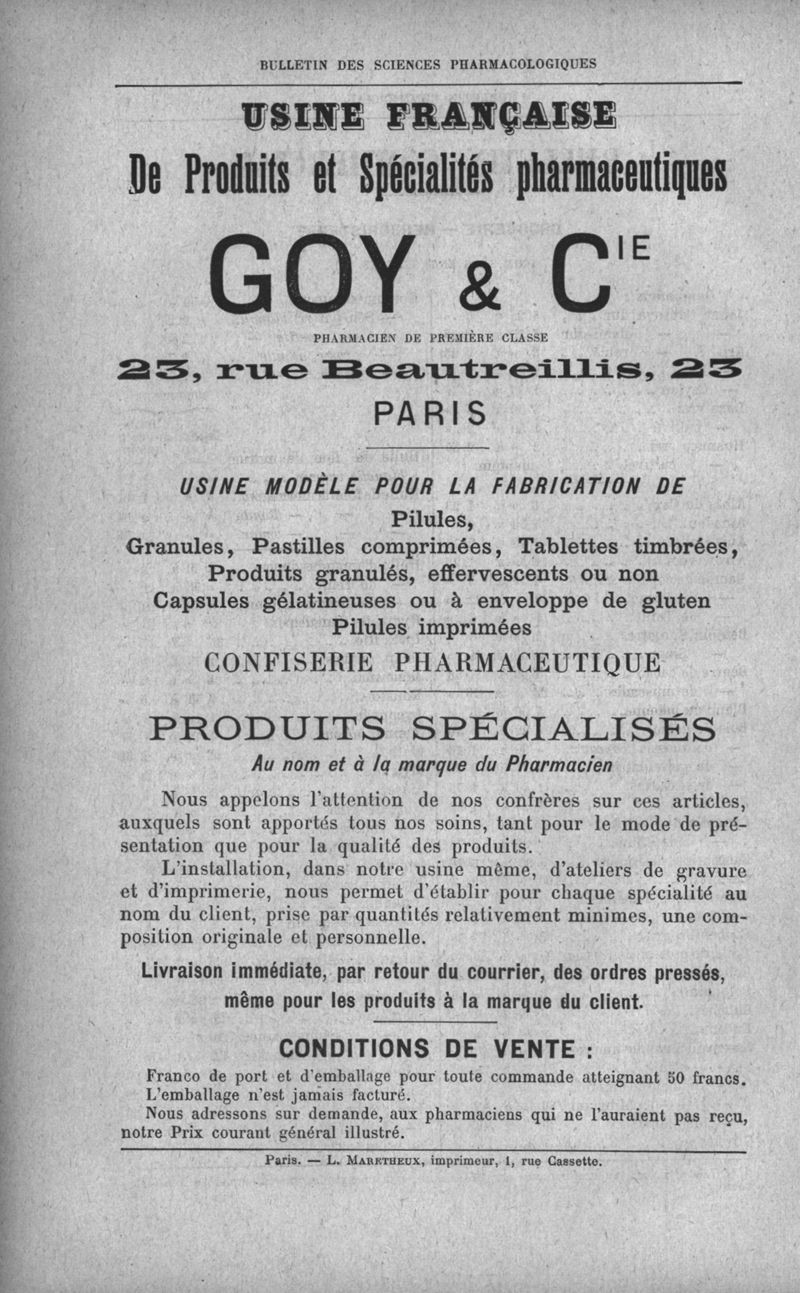 BULLETIN DES SCIENCES PHARMACOLOGIQUES
USINE FRANÇAISE
De Produits et Spécialités pharmaceutiques
GOY & CIE
PHARMACIEN DE PREMIÈRE CLASSE
23, rue Beautreillis, 23
PARIS
USINE MODÈLE POUR LA FABRICATION DE
Pilules,
Granules, Pastilles comprimées, Tablettes timbrées,
Produits granulés, effervescents ou non
Capsules gélatineuses ou à enveloppe de gluten
Pilules imprimées
CONFISERIE PHARMACEUTIQUE
PRODUITS SPÉCIALISÉS
Au nom et à la marque du Pharmacien
Nous appelons l'attention de nos confrères sur ces articles,
auxquels sont apportés tous nos soins, tant pour le mode de pré-
sentation que pour la qualité des produits.
L'installation, dans notre usine même, d'ateliers de gravure
et d'imprimerie, nous permet d'établir pour chaque spécialité au
nom du client, prise par quantités relativement minimes, une com-
position originale et personnelle.
Livraison immédiate, par retour du courrier, des ordres pressés,
même pour les produits à la marque du client.
CONDITIONS DE VENTE :
Franco de port et d'emballage pour toute commande atteignant 50 francs.
L'emballage n'est jamais facturé.
Nous adressons sur demande, aux pharmaciens qui ne l'auraient pas reçu,
notre Prix courant général illustré.
Paris. — L. MARETHEUX, imprimeur, 1, rue Cassette.